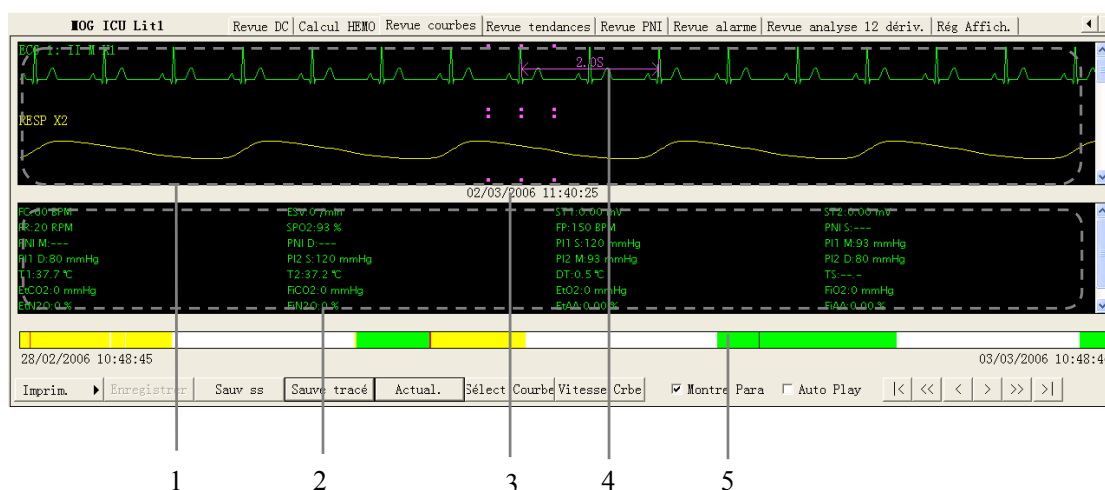 MOG ICU Lit1 Revue DC Calcul HEMO Revue courbes Revue tendances Revue PNI Revue alarme Revue analyse 12 dériv. Rég Affich.
ECG 1: II M X1
2.0S
RESP X2
02/03/2006 11:40:25
FC:60 BPM ESV:0 /min ST1:0.00 mV ST2:0.00 mV
FR:20 RPM SPO2:93 % FP:150 BPM PNI S:---
PNI M:--- PNI D:--- PI1 S:120 mmHg PI1 M:93 mmHg
PI1 D:80 mmHg PI2 S:120 mmHg PI2 M:93 mmHg PI2 D:80 mmHg
T1:37.7 ℃ T2:37.2 ℃ DT:0.5 ℃ TS:--.-
EtCO2:0 mmHg FiCO2:0 mmHg EtO2:0 mmHg FiO2:0 mmHg
EtN2O:0 % FiN2O:0 % EtAA:0.00 % FiAA:0.00 %
28/02/2006 10:48:45 03/03/2006 10:48:4
Imprim. Enregistrer Sauv ss Sauve tracé Actual. Sélect Courbe Vitesse Crbe Montre Para Auto Play |< << < > >> >|
1 2 3 4 5